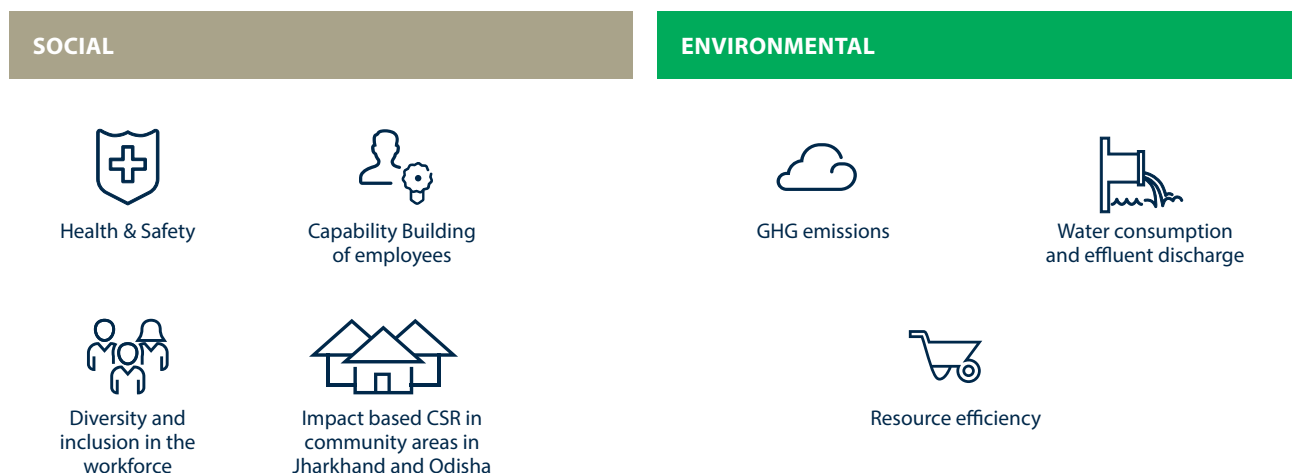 SOCIAL
Health & Safety
Capability Building
of employees
Diversity and
inclusion in the
workforce
Impact based CSR in
community areas in
Jharkhand and Odisha
ENVIRONMENTAL
GHG emissions
Water consumption
and effluent discharge
Resource efficiency